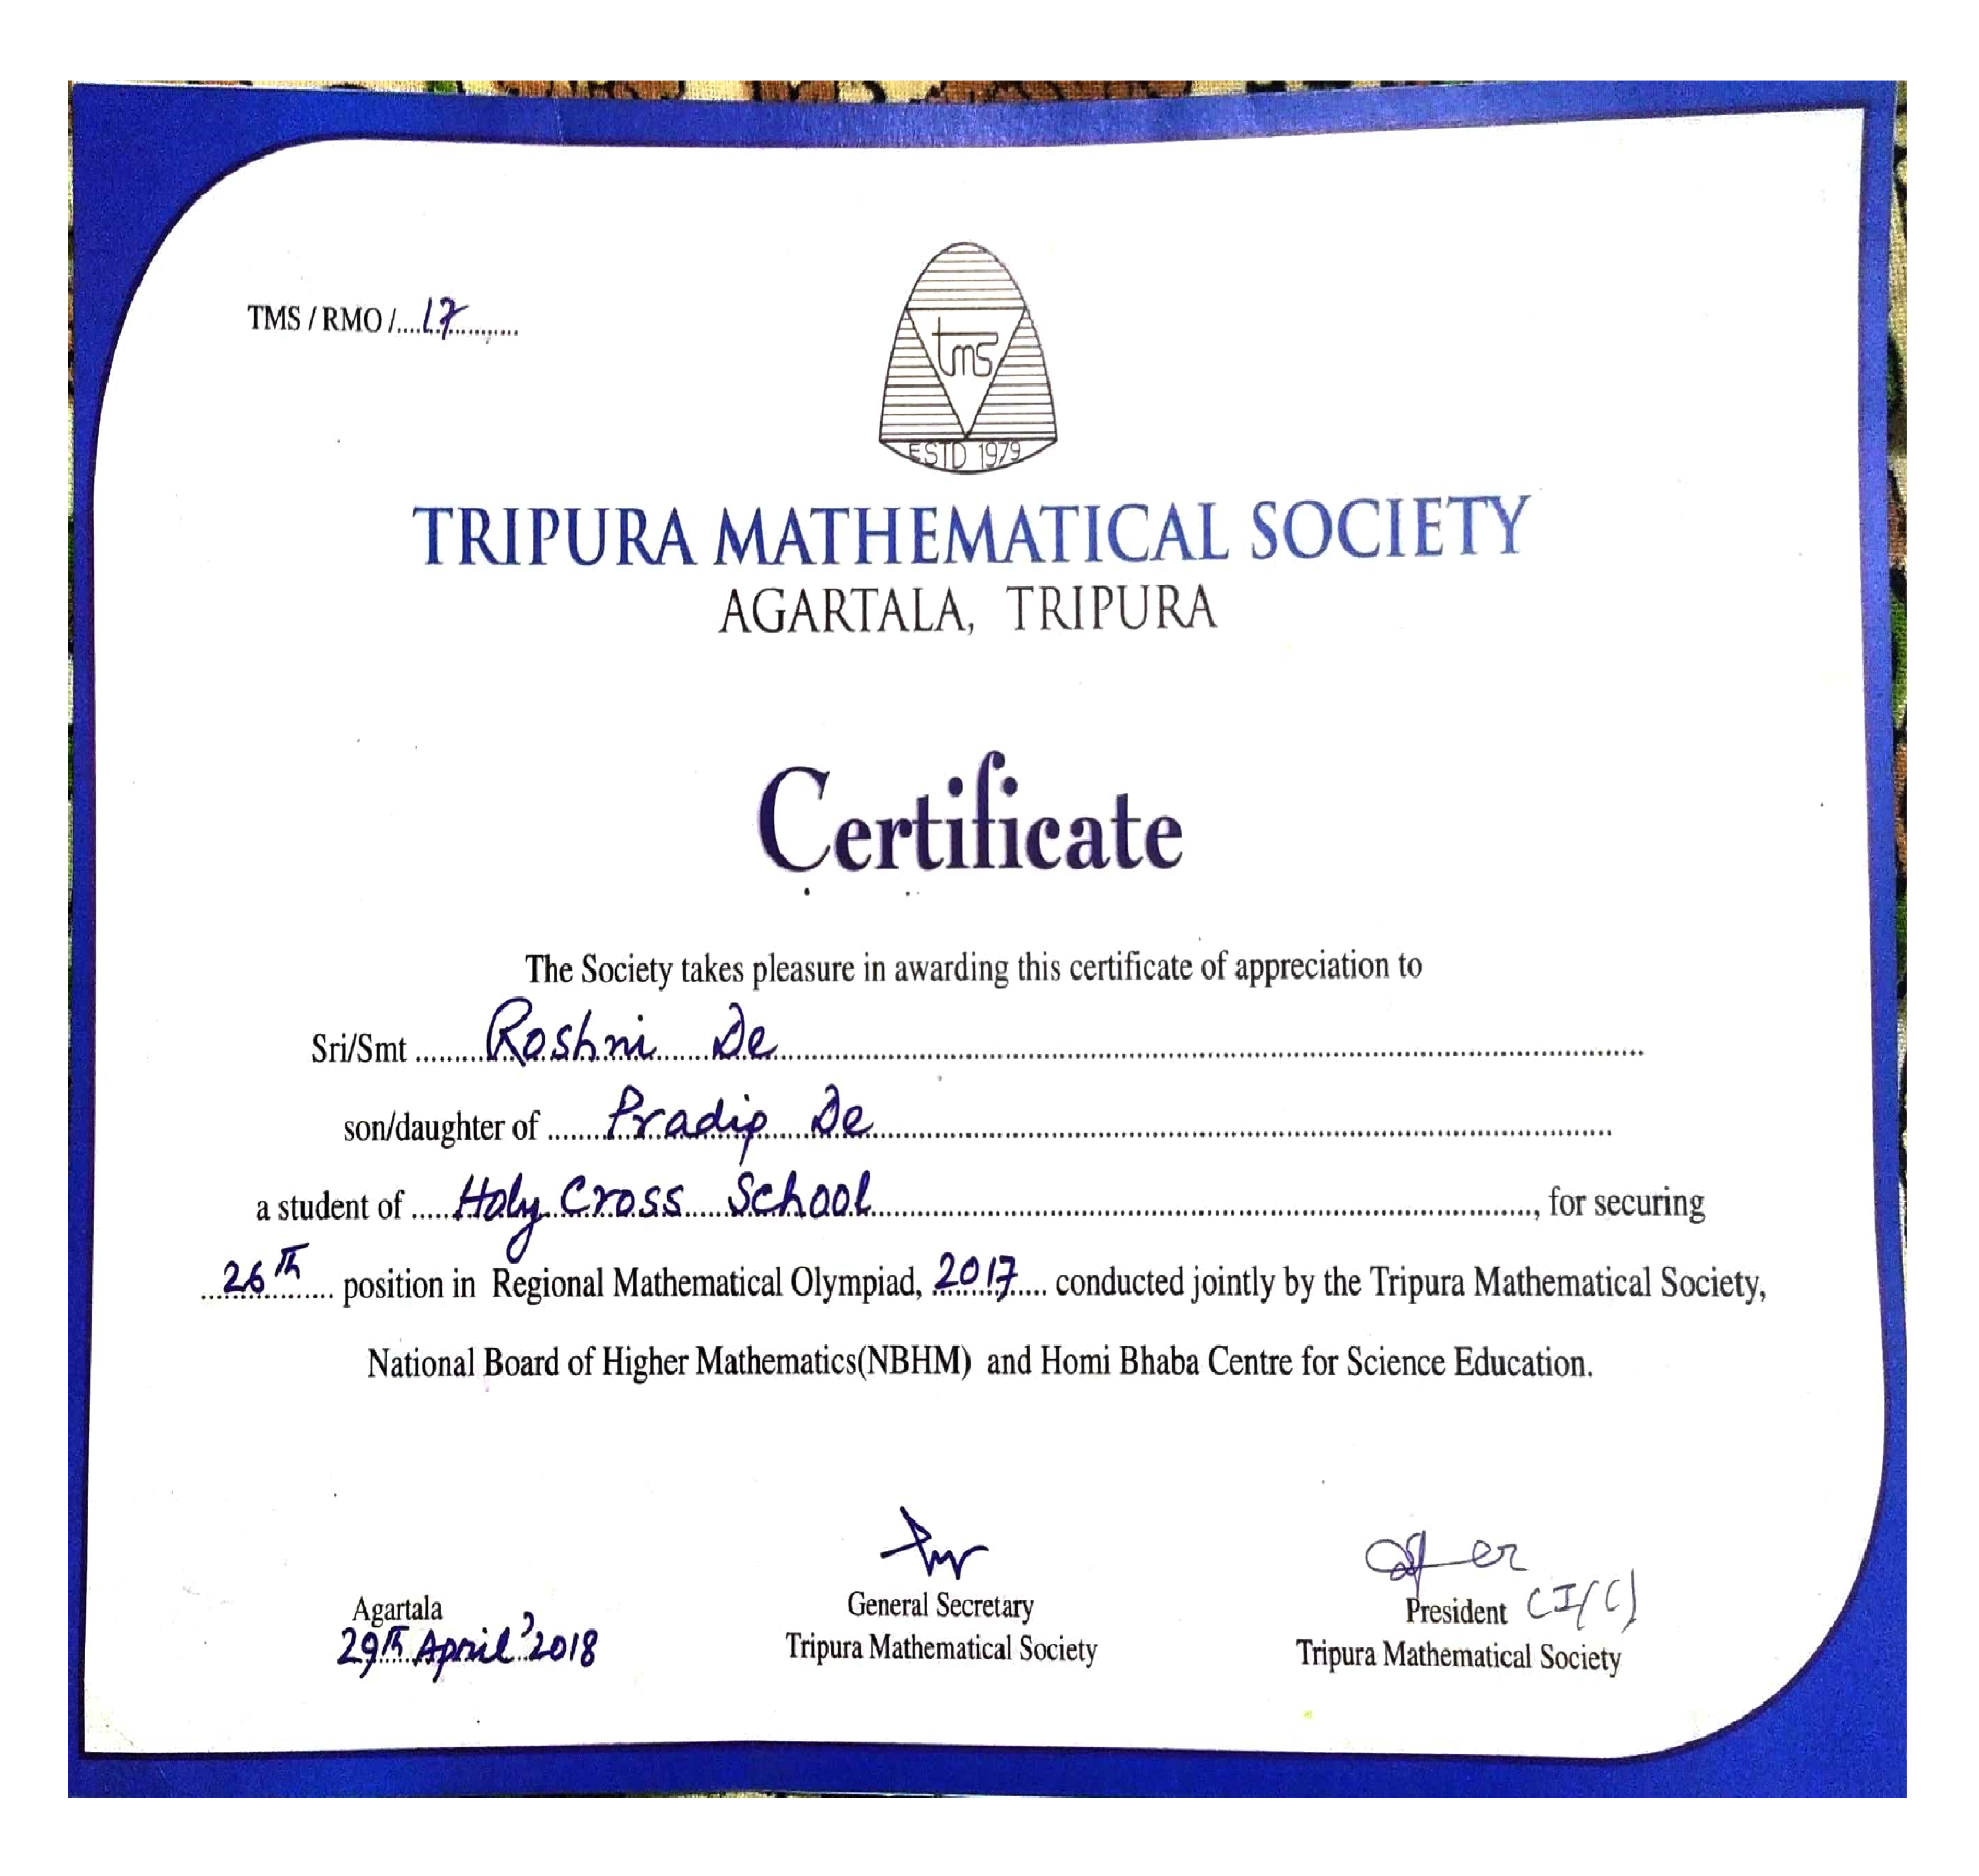 TMS / RMO /....17............
tms
ESTD 1979
TRIPURA MATHEMATICAL SOCIETY
AGARTALA, TRIPURA
Certificate
The Society takes pleasure in awarding this certificate of appreciation to
Sri/Smt Roshni De
son/daughter of Pradip De
a student of Holy Cross School, for securing
26th position in Regional Mathematical Olympiad, 2017 conducted jointly by the Tripura Mathematical Society,
National Board of Higher Mathematics(NBHM) and Homi Bhaba Centre for Science Education.
Agartala
29th April'2018
General Secretary
Tripura Mathematical Society
President (I/C)
Tripura Mathematical Society